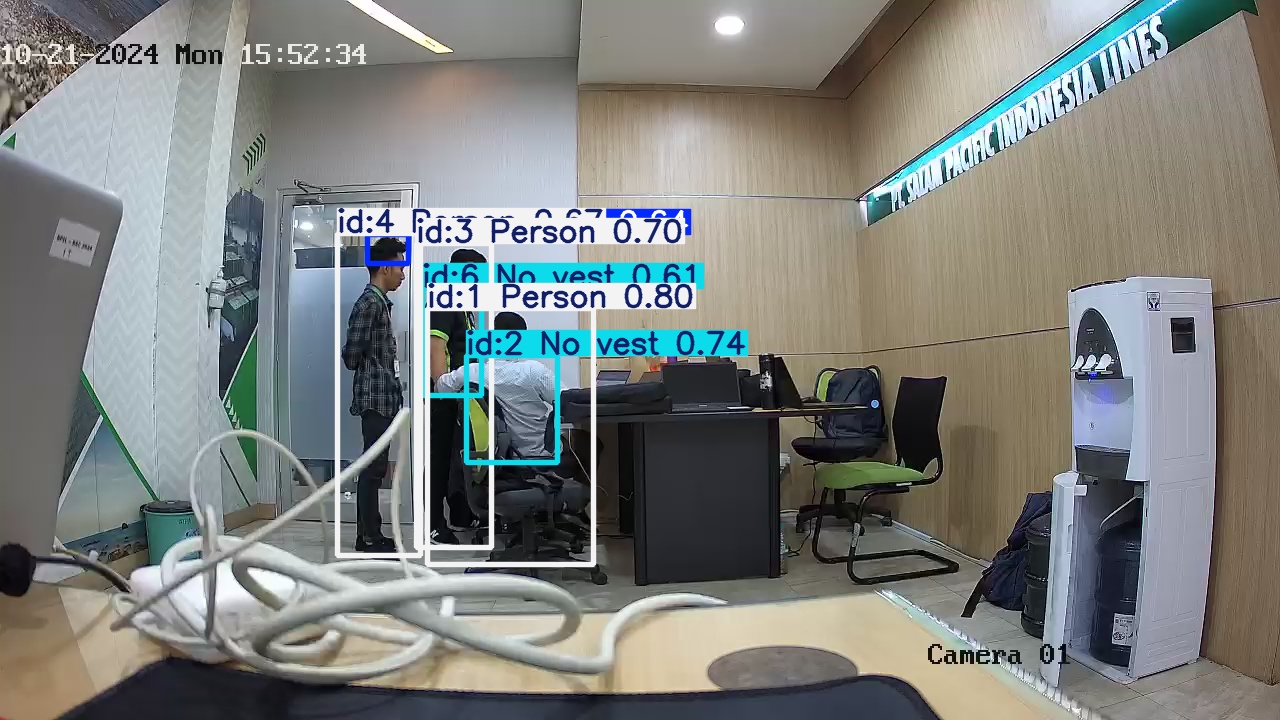 10-21-2024 Mon 15:52:34
PT. SALAM PACIFIC INDONESIA LINES
id:4 Person 0.67 0.64
id:3 Person 0.70
id:6 No vest 0.61
id:1 Person 0.80
id:2 No vest 0.74
Camera 01